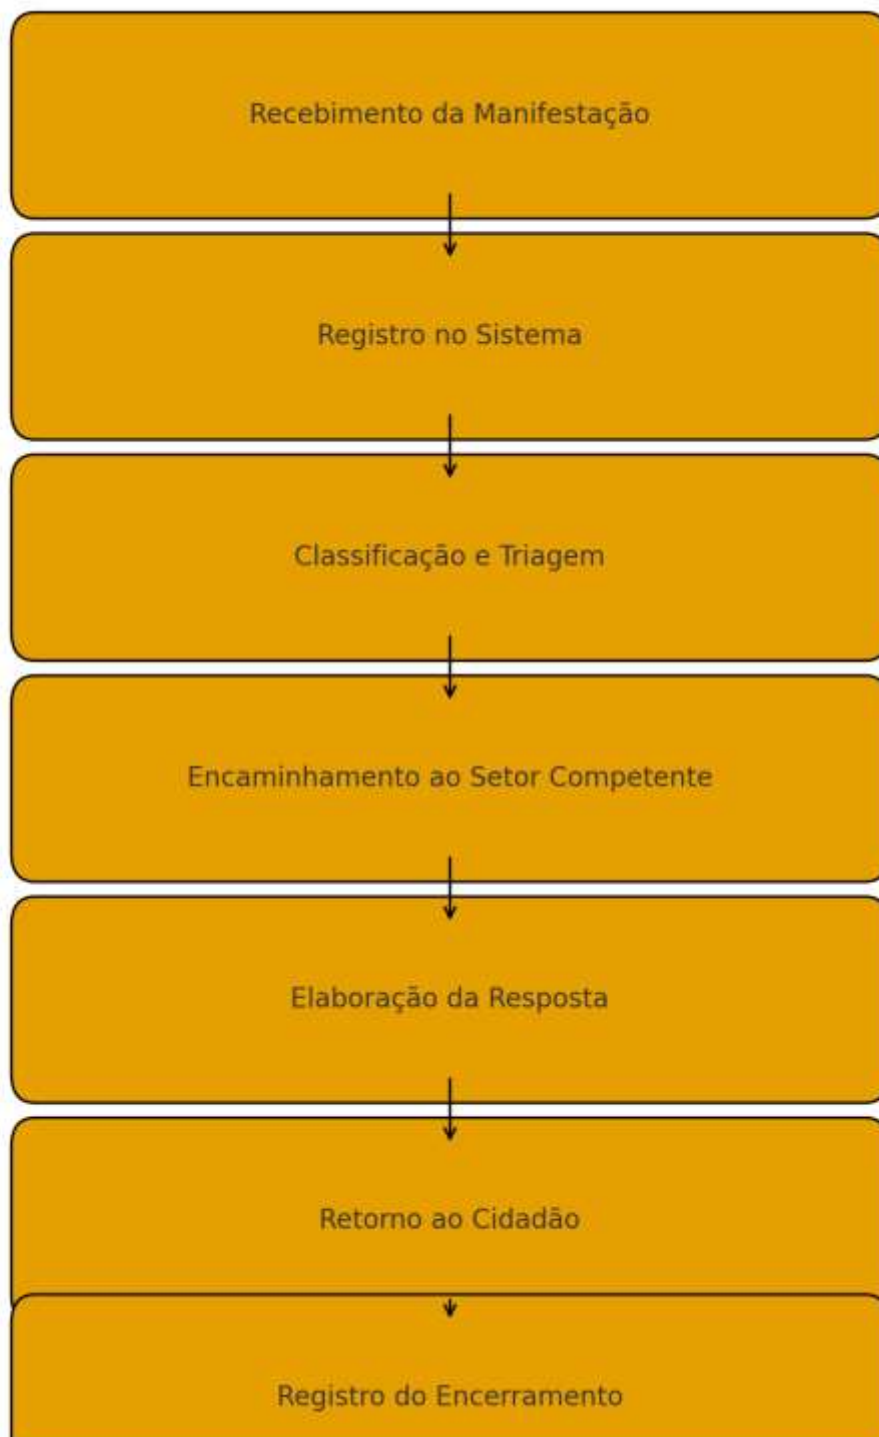 Recebimento da Manifestação
Registro no Sistema
Classificação e Triagem
Encaminhamento ao Setor Competente
Elaboração da Resposta
Retorno ao Cidadão
Registro do Encerramento